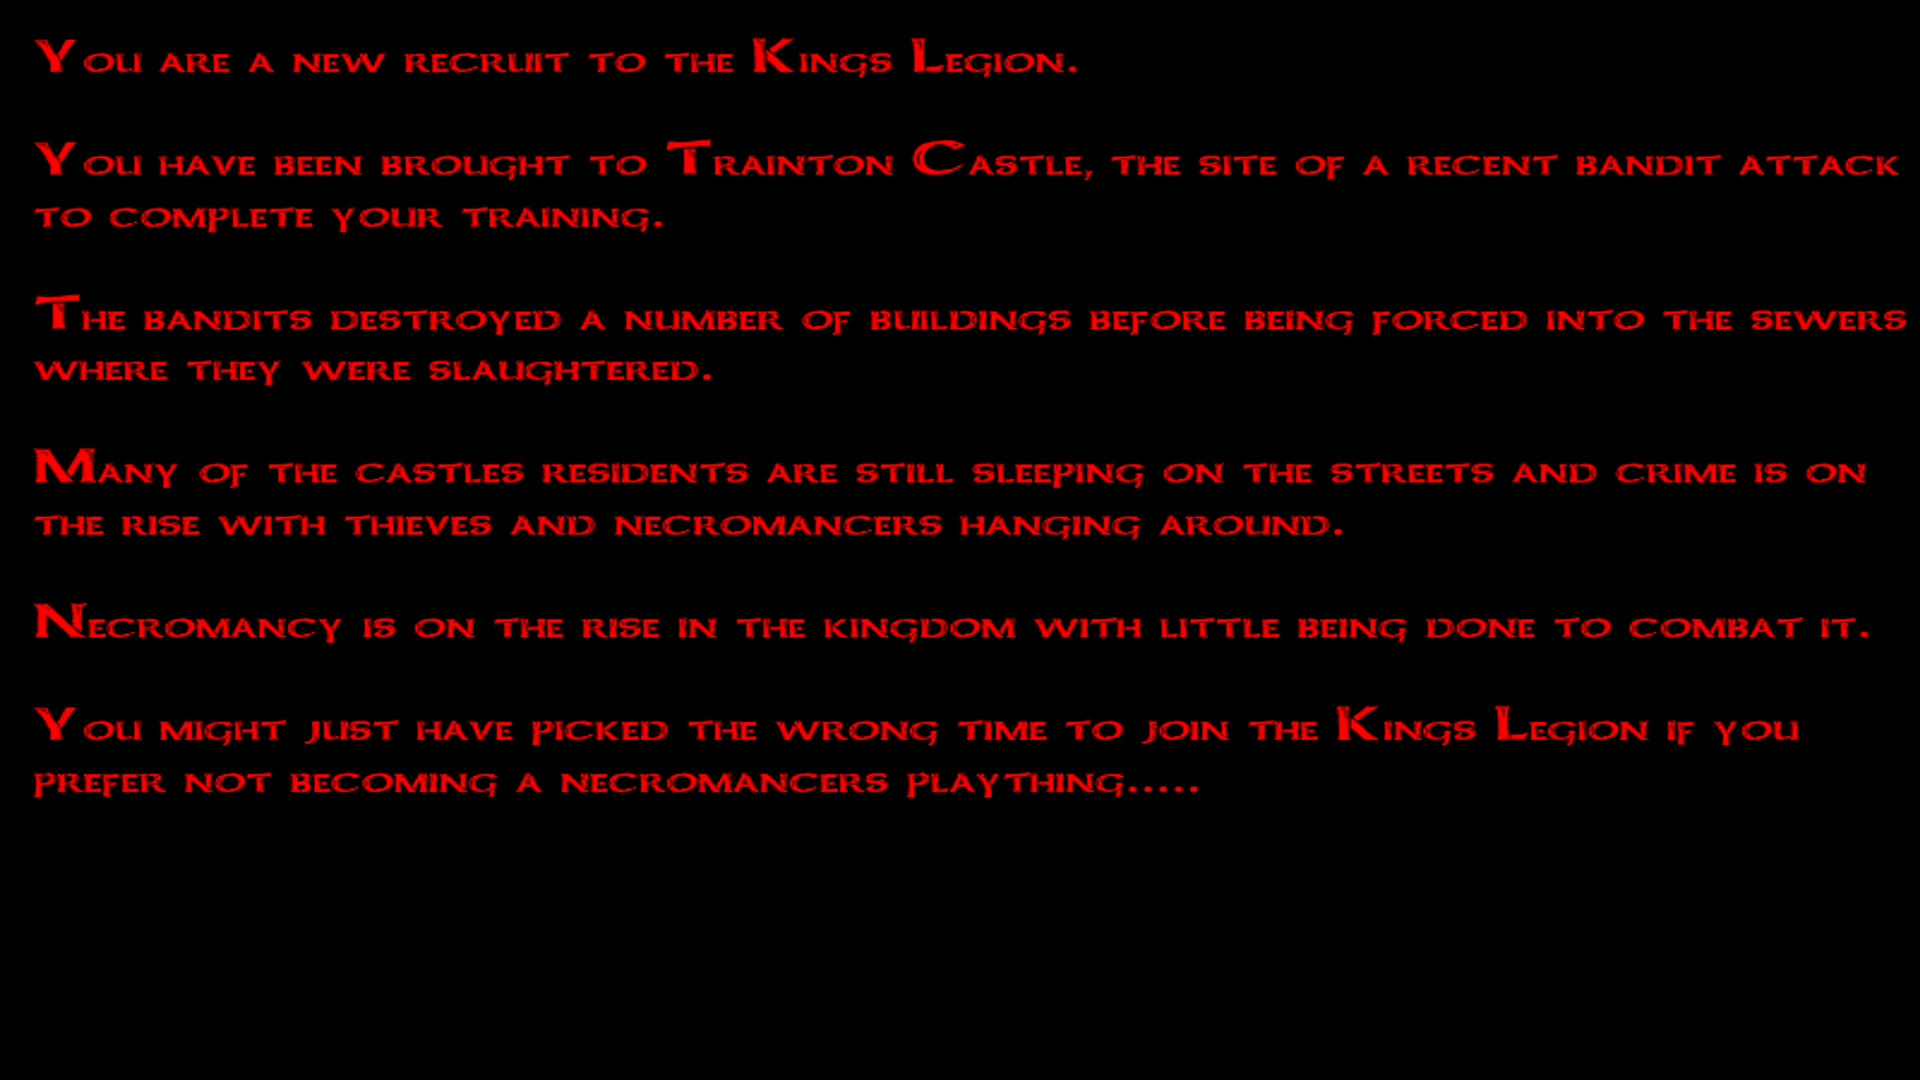 You are a new recruit to the Kings Legion.
You have been brought to Trainton Castle, the site of a recent bandit attack
to complete your training.
The bandits destroyed a number of buildings before being forced into the sewers
where they were slaughtered.
Many of the castles residents are still sleeping on the streets and crime is on
the rise with thieves and necromancers hanging around.
Necromancy is on the rise in the kingdom with little being done to combat it.
You might just have picked the wrong time to join the Kings Legion if you
prefer not becoming a necromancers plaything.....